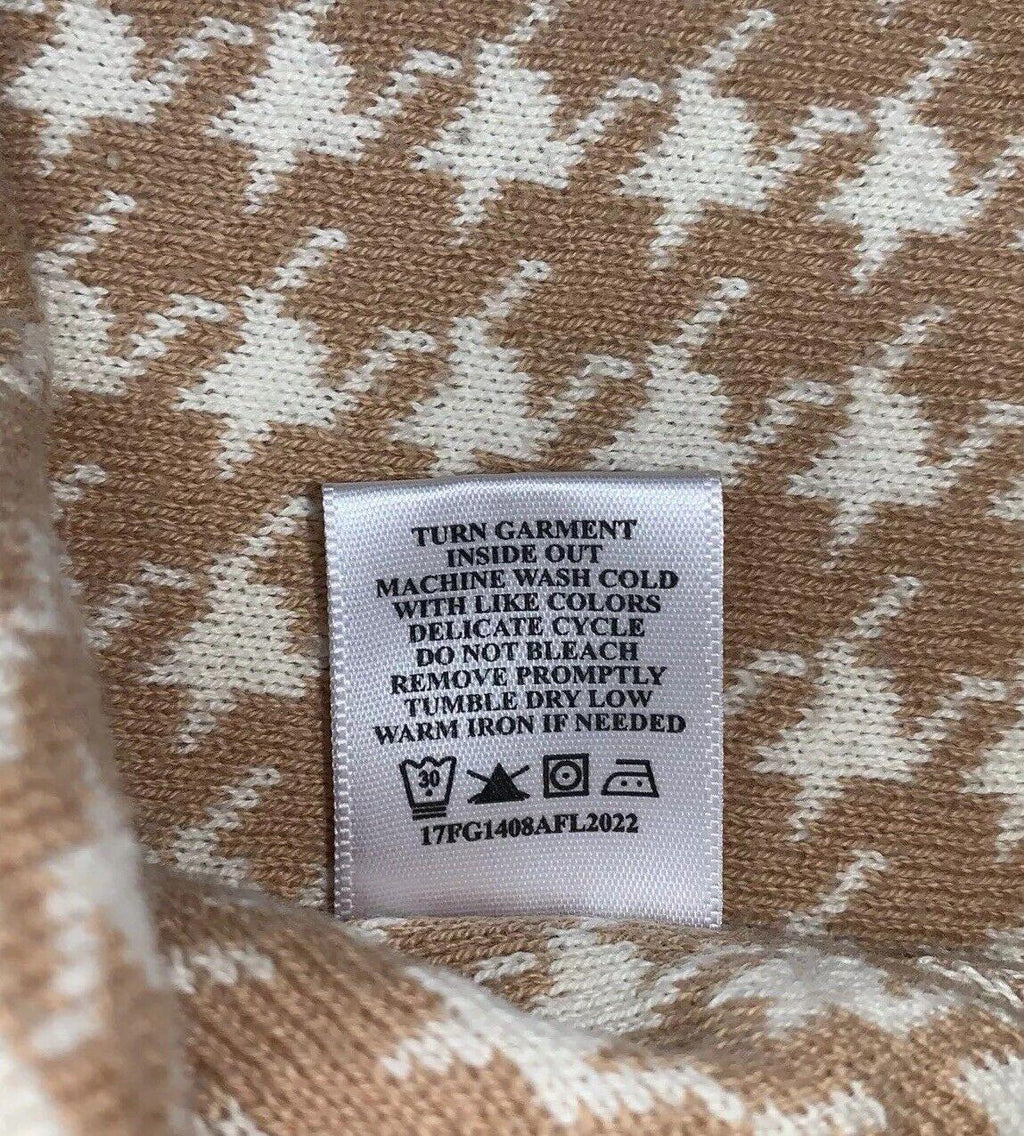 TURN GARMENT
INSIDE OUT
MACHINE WASH COLD
WITH LIKE COLORS
DELICATE CYCLE
DO NOT BLEACH
REMOVE PROMPTLY
TUMBLE DRY LOW
WARM IRON IF NEEDED
30
17FG1408AFL2022